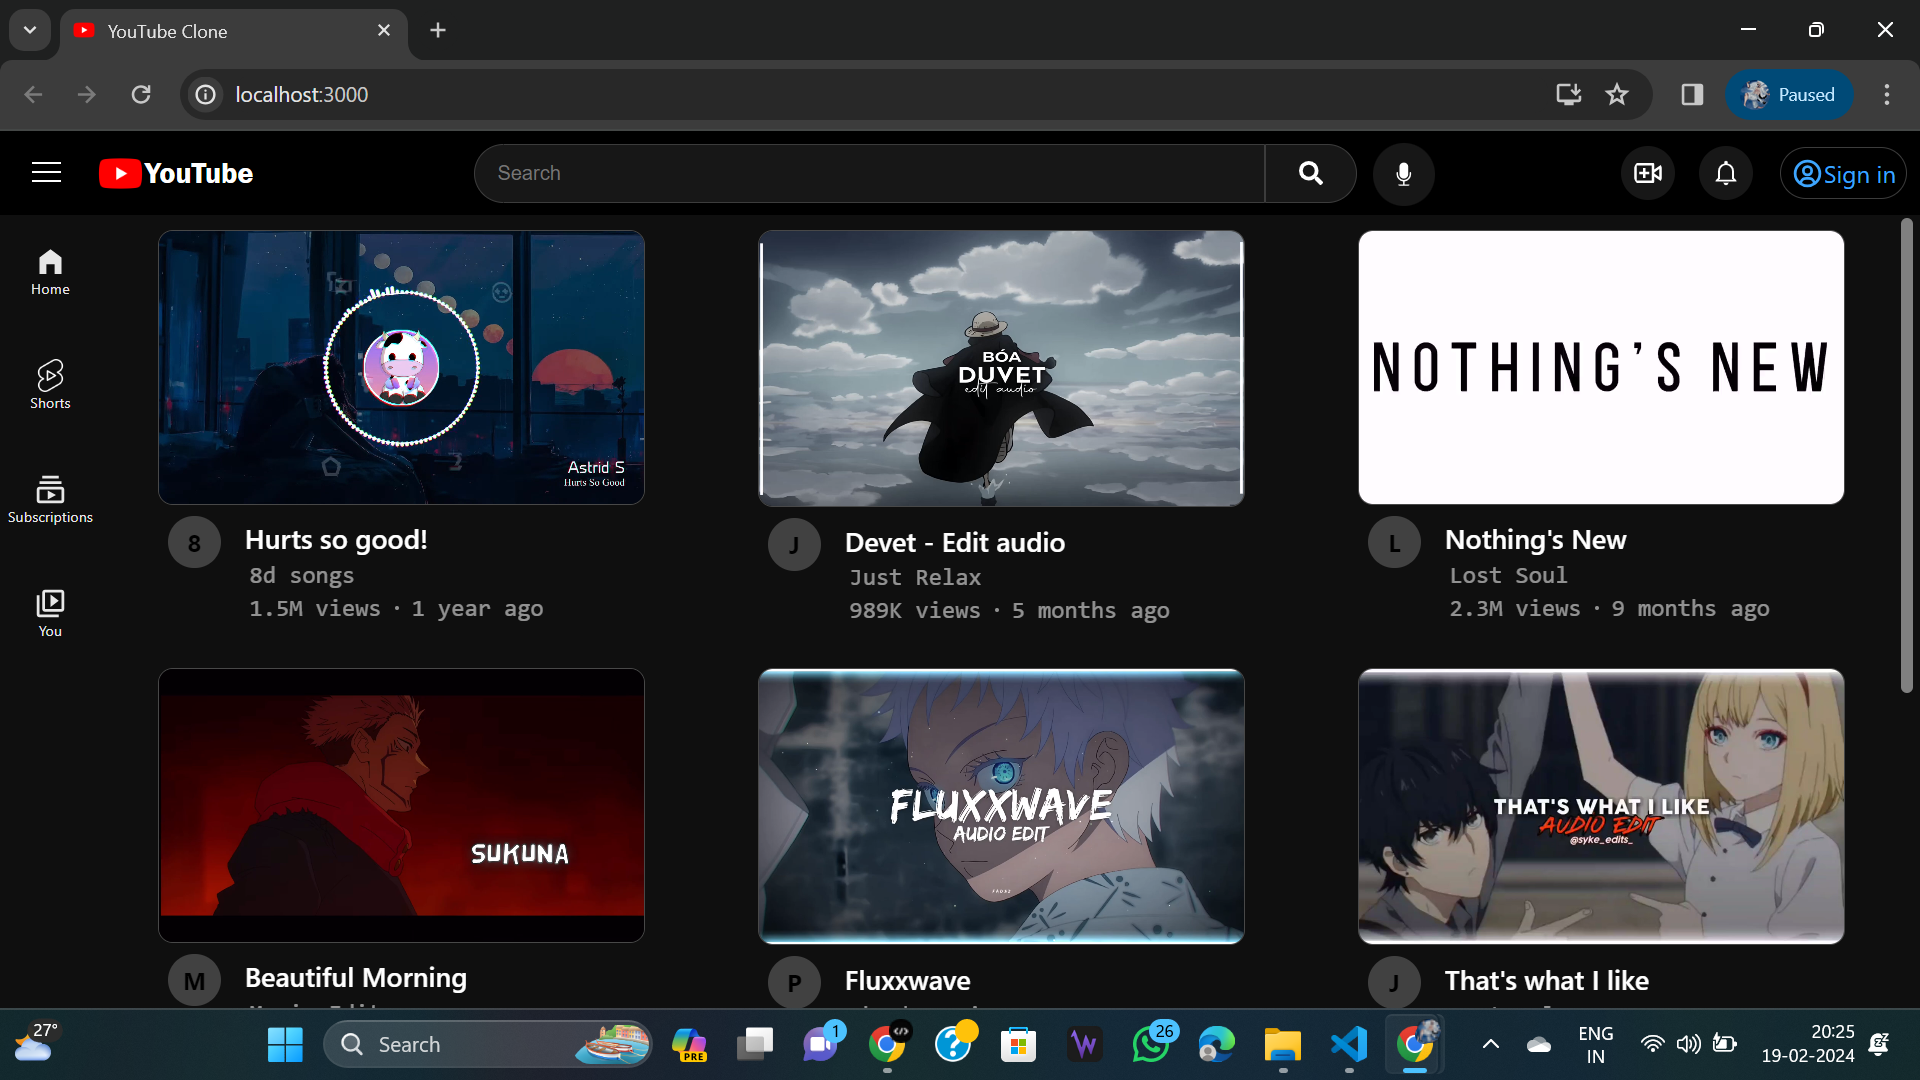 YouTube Clone
localhost:3000
Paused
YouTube
Search
Sign in
Home
Shorts
Subscriptions
You
Astrid S
Hurts So Good
8
Hurts so good!
8d songs
1.5M views · 1 year ago
BÓA
DUVET
edit audio
J
Devet - Edit audio
Just Relax
989K views · 5 months ago
NOTHING'S NEW
L
Nothing's New
Lost Soul
2.3M views · 9 months ago
SUKUNA
M
Beautiful Morning
FLUXXWAVE
AUDIO EDIT
P
Fluxxwave
THAT'S WHAT I LIKE
AUDIO EDIT
@syke_edits_
J
That's what I like
27°
Search
PRE
1
26
ENG
IN
20:25
19-02-2024